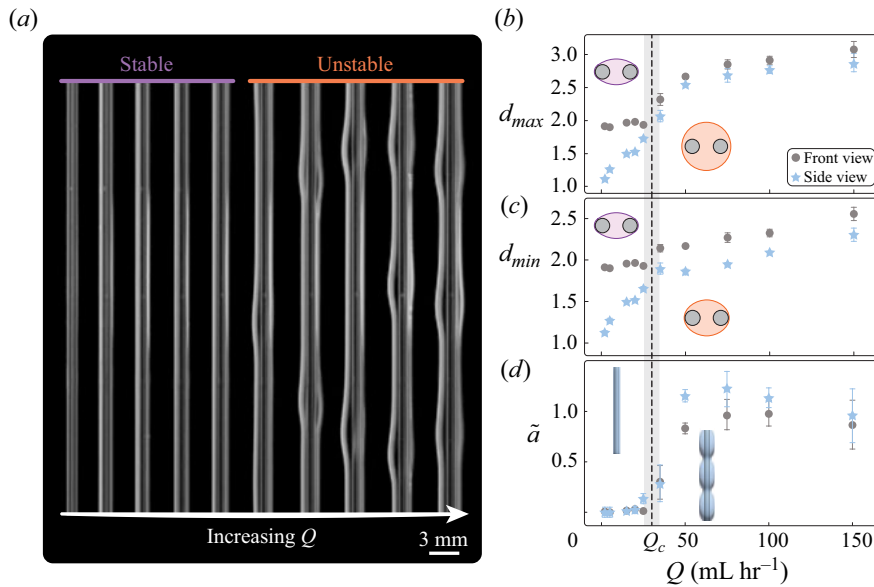 (a)
Stable
Unstable
Increasing Q
3 mm
(b)
3.0
2.5
d_max
2.0
1.5
1.0
Front view
Side view
(c)
2.5
d_min
2.0
1.5
1.0
(d)
1.0
ã
0.5
0
Q_c
50
100
150
Q (mL hr⁻¹)